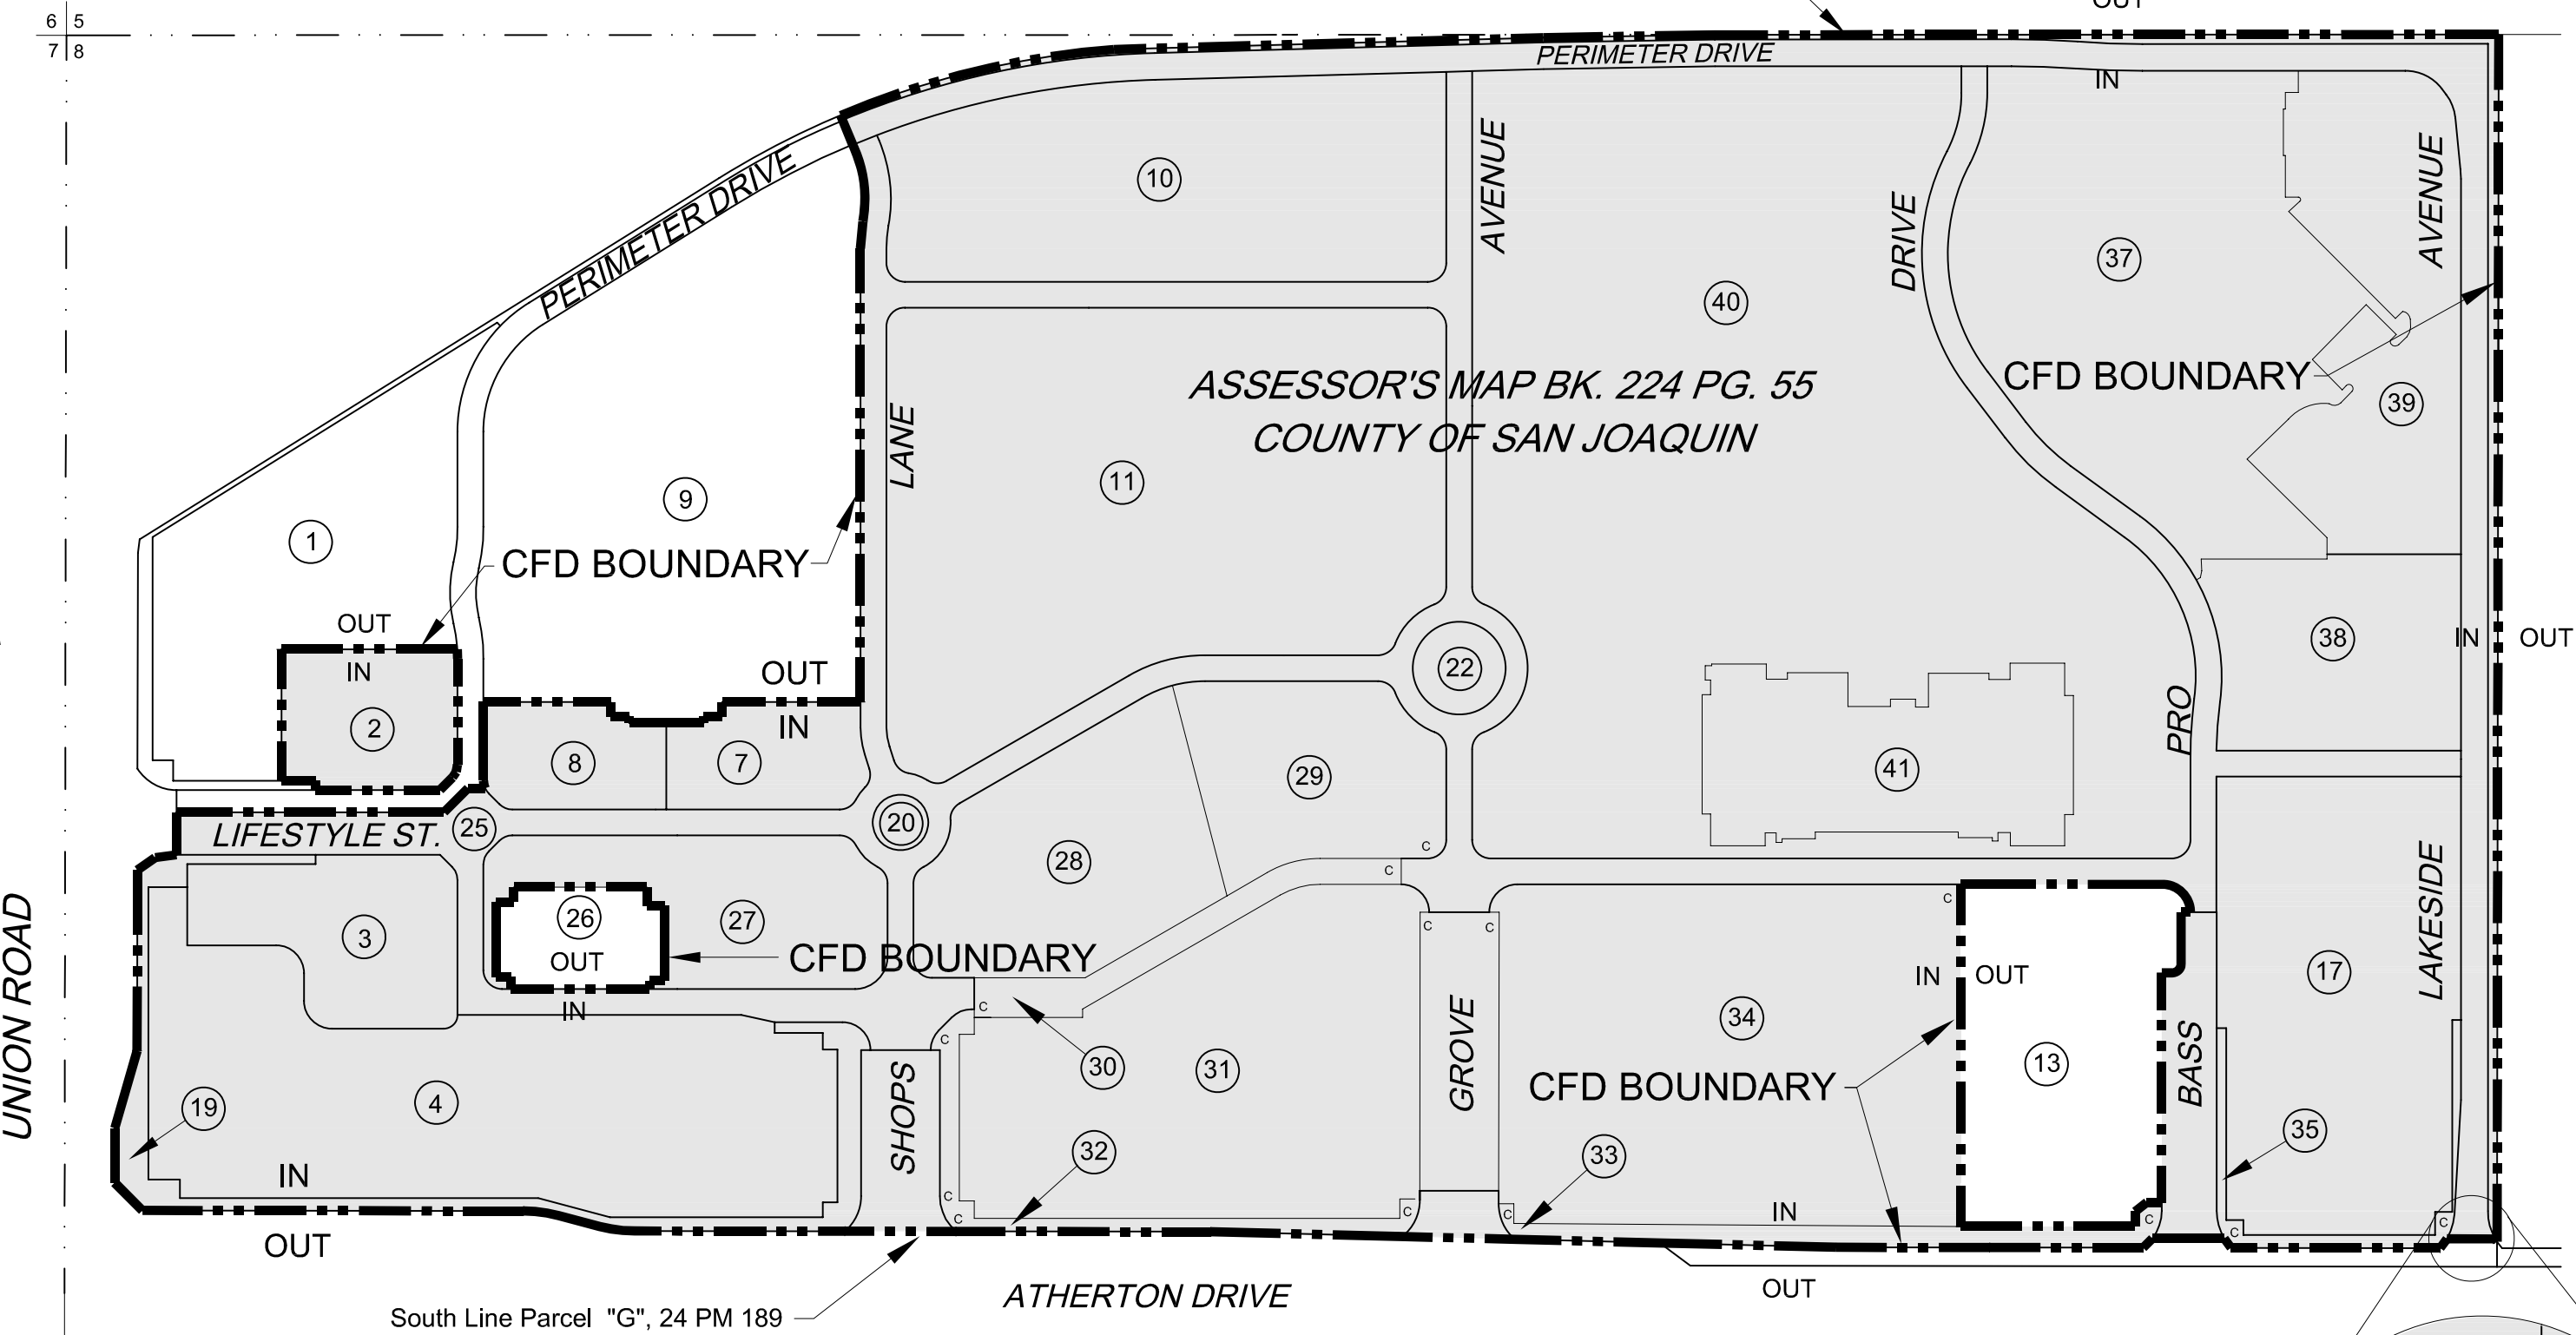 6 5
7 8
OUT
PERIMETER DRIVE
IN
PERIMETER DRIVE
10
AVENUE
DRIVE
37
AVENUE
40
ASSESSOR'S MAP BK. 224 PG. 55
COUNTY OF SAN JOAQUIN
CFD BOUNDARY
39
LANE
11
9
1
CFD BOUNDARY
OUT
IN
2
OUT
IN
8
7
22
29
41
PRO
38
IN
OUT
LIFESTYLE ST.
25
20
28
C
C
3
26
OUT
IN
27
CFD BOUNDARY
C
C
C
C
C
IN
OUT
17
LAKESIDE
UNION ROAD
19
4
IN
SHOPS
30
31
32
GROVE
34
CFD BOUNDARY
33
13
BASS
35
C
C
C
C
C
C
C
IN
OUT
ATHERTON DRIVE
OUT
South Line Parcel "G", 24 PM 189